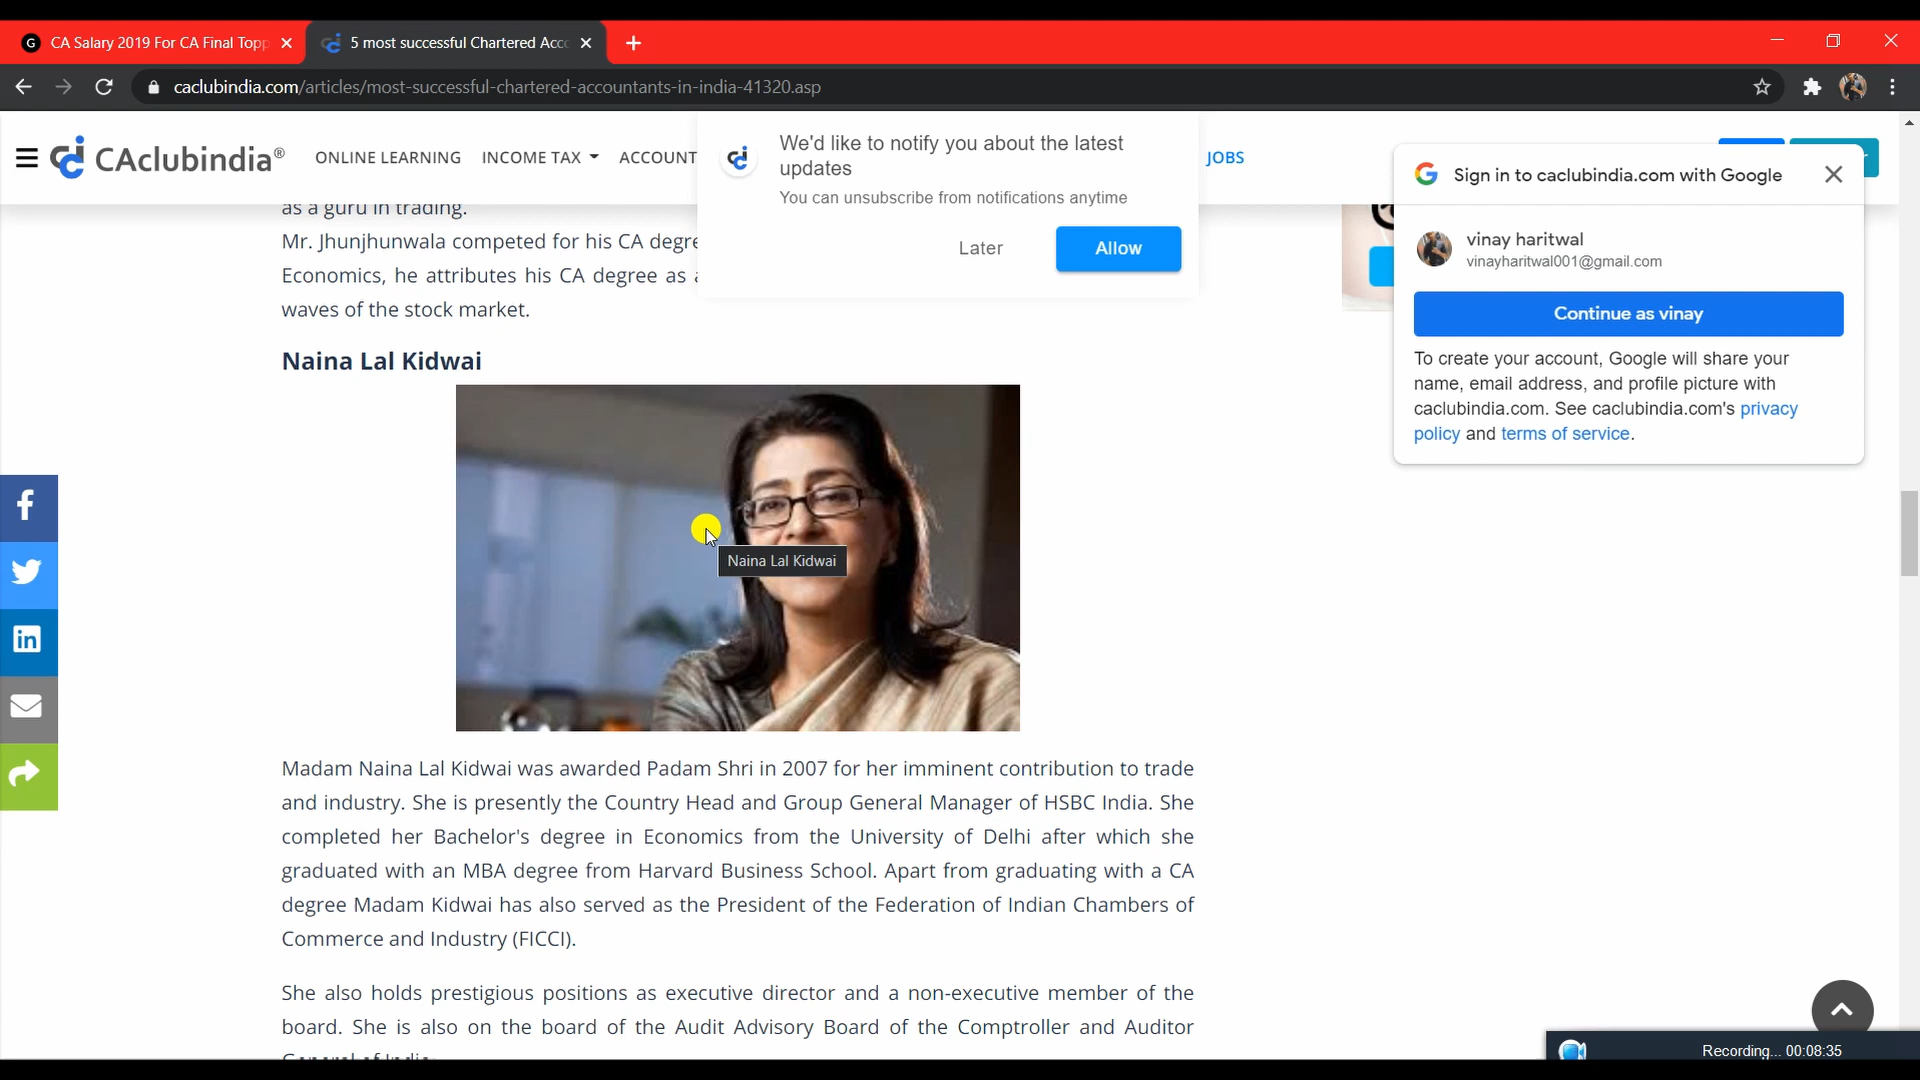 CA Salary 2019 For CA Final Topp
5 most successful Chartered Acco
caclubindia.com/articles/most-successful-chartered-accountants-in-india-41320.asp
CAclubindia®
ONLINE LEARNING
INCOME TAX
ACCOUNT
JOBS
We'd like to notify you about the latest
updates
You can unsubscribe from notifications anytime
Later
Allow
Sign in to caclubindia.com with Google
vinay haritwal
vinayharitwal001@gmail.com
Continue as vinay
To create your account, Google will share your
name, email address, and profile picture with
caclubindia.com. See caclubindia.com's privacy
policy and terms of service.
as a guru in trading.
Mr. Jhunjhunwala competed for his CA degre
Economics, he attributes his CA degree as a
waves of the stock market.
Naina Lal Kidwai
Naina Lal Kidwai
Madam Naina Lal Kidwai was awarded Padam Shri in 2007 for her imminent contribution to trade
and industry. She is presently the Country Head and Group General Manager of HSBC India. She
completed her Bachelor's degree in Economics from the University of Delhi after which she
graduated with an MBA degree from Harvard Business School. Apart from graduating with a CA
degree Madam Kidwai has also served as the President of the Federation of Indian Chambers of
Commerce and Industry (FICCI).
She also holds prestigious positions as executive director and a non-executive member of the
board. She is also on the board of the Audit Advisory Board of the Comptroller and Auditor
General of India.
Recording... 00:08:35